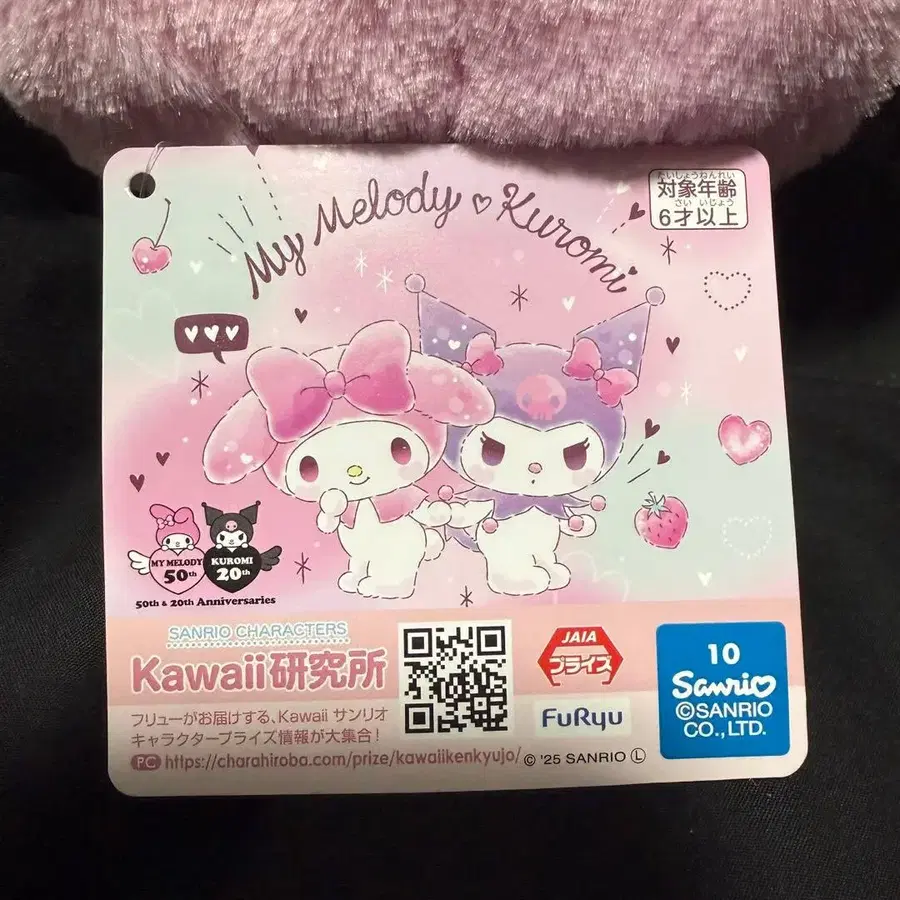 My Melody ♡ Kuromi
たいしょうねんれい
対象年齢
さい いじょう
6才以上
MY MELODY
50th
KUROMI
20th
50th & 20th Anniversaries
SANRIO CHARACTERS
Kawaii研究所
フリューがお届けする、Kawaii サンリオ
キャラクタープライズ情報が大集合!
PC https://charahiroba.com/prize/kawaiikenkyujo/
JAIA
プライズ
FuRyu
© '25 SANRIO Ⓛ
10
Sanrio
©SANRIO
CO.,LTD.